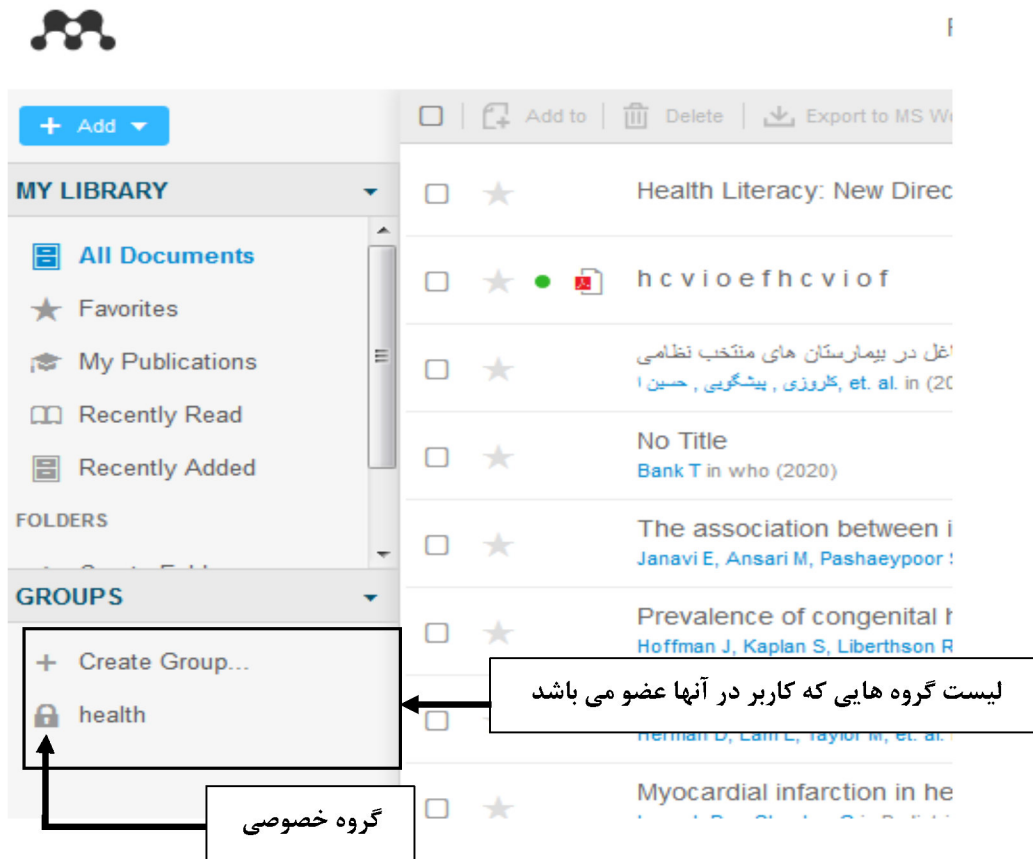 + Add
Add to | Delete | Export to MS
MY LIBRARY
All Documents
Favorites
My Publications
Recently Read
Recently Added
FOLDERS
GROUPS
+ Create Group...
health
Health Literacy: New Direc
h c v i o e f h c v i o f
در بیمارستان های منتخب نظامی
کلروزی , پیشگویی , حسین ا, et. al. in (20
No Title
Bank T in who (2020)
The association between i
Janavi E, Ansari M, Pashaeypoor
Prevalence of congenital
Hoffman J, Kaplan S, Liberthson R
Herman D, Lam L, Taylor M, et. al.
Myocardial infarction in he
لیست گروه هایی که کاربر در آنها عضو می باشد
گروه خصوصی